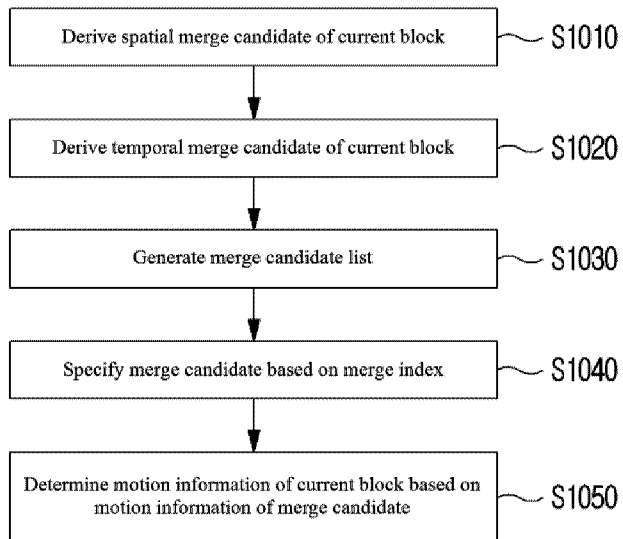 Derive spatial merge candidate of current block
S1010
Derive temporal merge candidate of current block
S1020
Generate merge candidate list
S1030
Specify merge candidate based on merge index
S1040
Determine motion information of current block based on
motion information of merge candidate
S1050